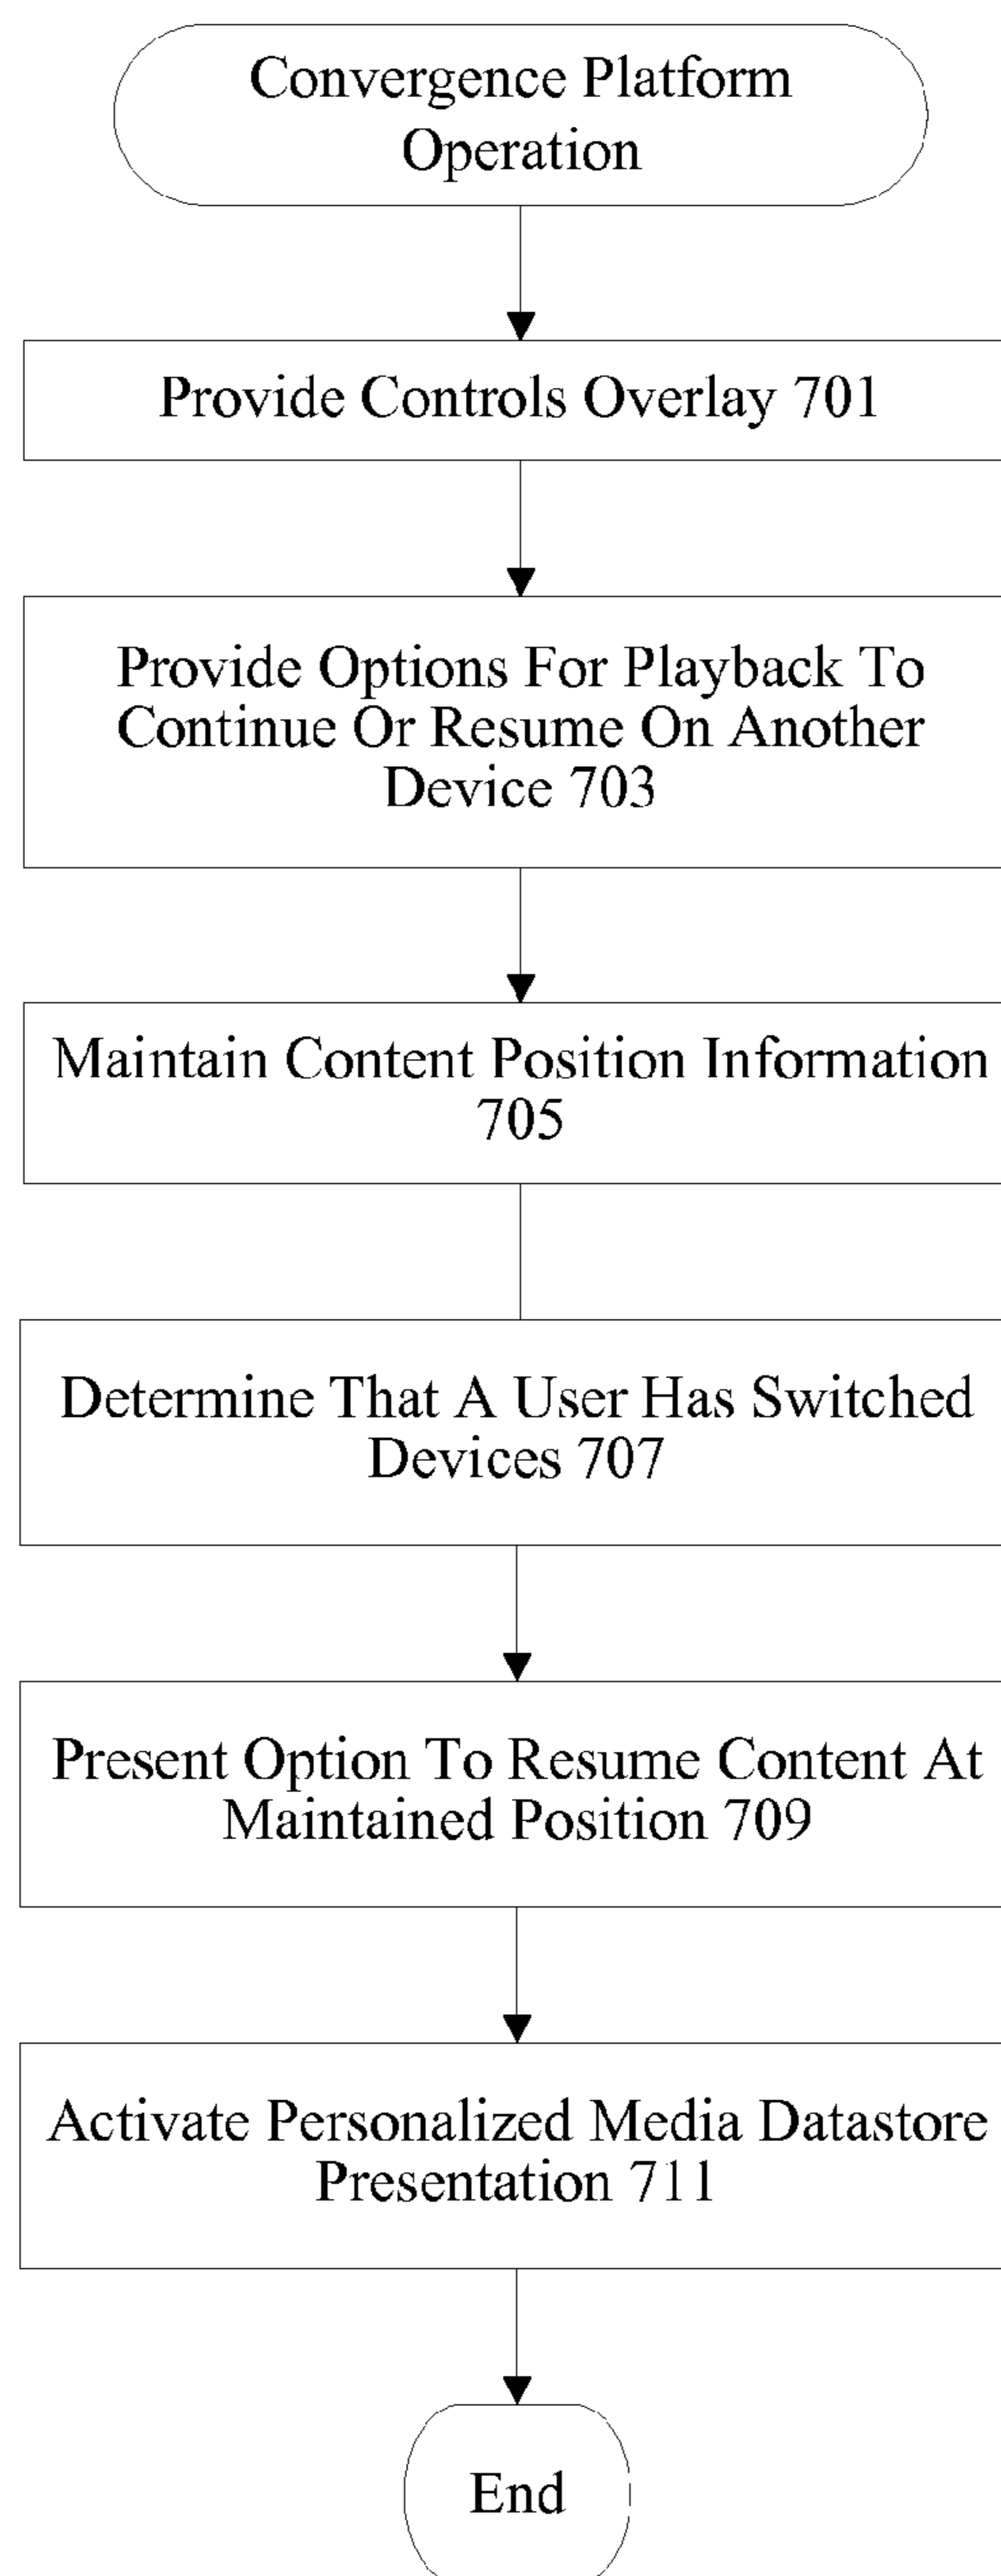 Convergence Platform
Operation
Provide Controls Overlay 701
Provide Options For Playback To
Continue Or Resume On Another
Device 703
Maintain Content Position Information
705
Determine That A User Has Switched
Devices 707
Present Option To Resume Content At
Maintained Position 709
Activate Personalized Media Datastore
Presentation 711
End